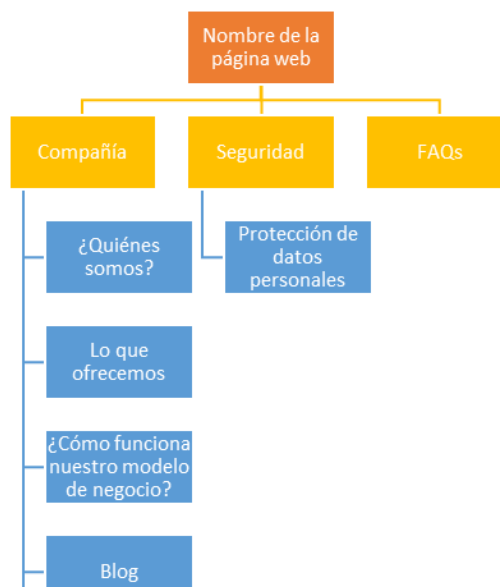 Nombre de la
página web
Compañía
Seguridad
FAQs
¿Quiénes
somos?
Protección de
datos
personales
Lo que
ofrecemos
¿Cómo funciona
nuestro modelo
de negocio?
Blog